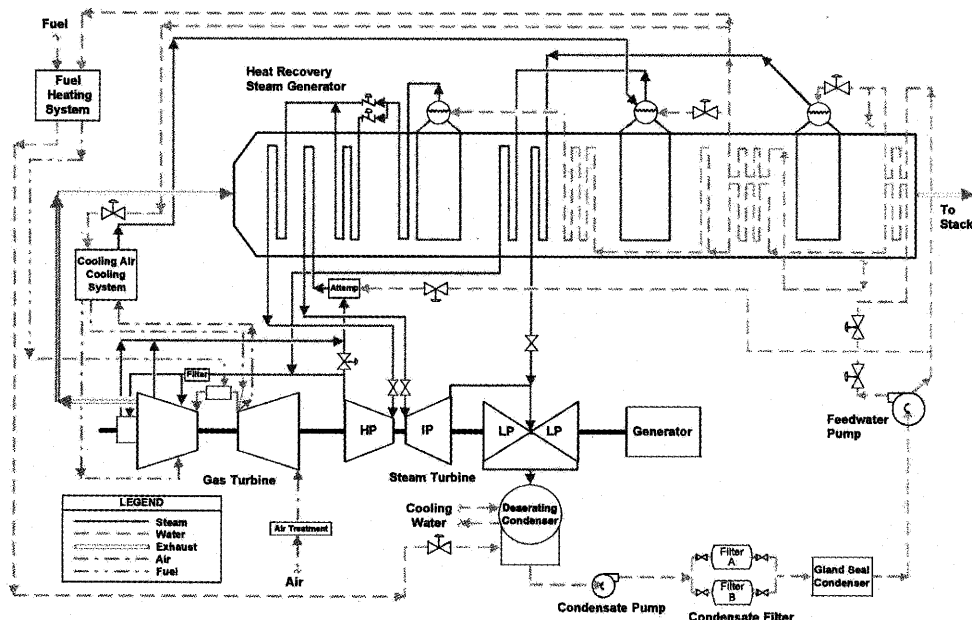 Fuel
Fuel
Heating
System
Heat Recovery
Steam Generator
To
Stack
Cooling Air
Cooling
System
Attemp
Filter
HP
IP
LP
LP
Generator
Feedwater
Pump
Gas Turbine
Steam Turbine
LEGEND
Steam
Water
Exhaust
Air
Fuel
Air Treatment
Air
Cooling
Water
Deaerating
Condenser
Condensate Pump
Filter
A
Filter
B
Condensate Filter
Gland Seal
Condenser